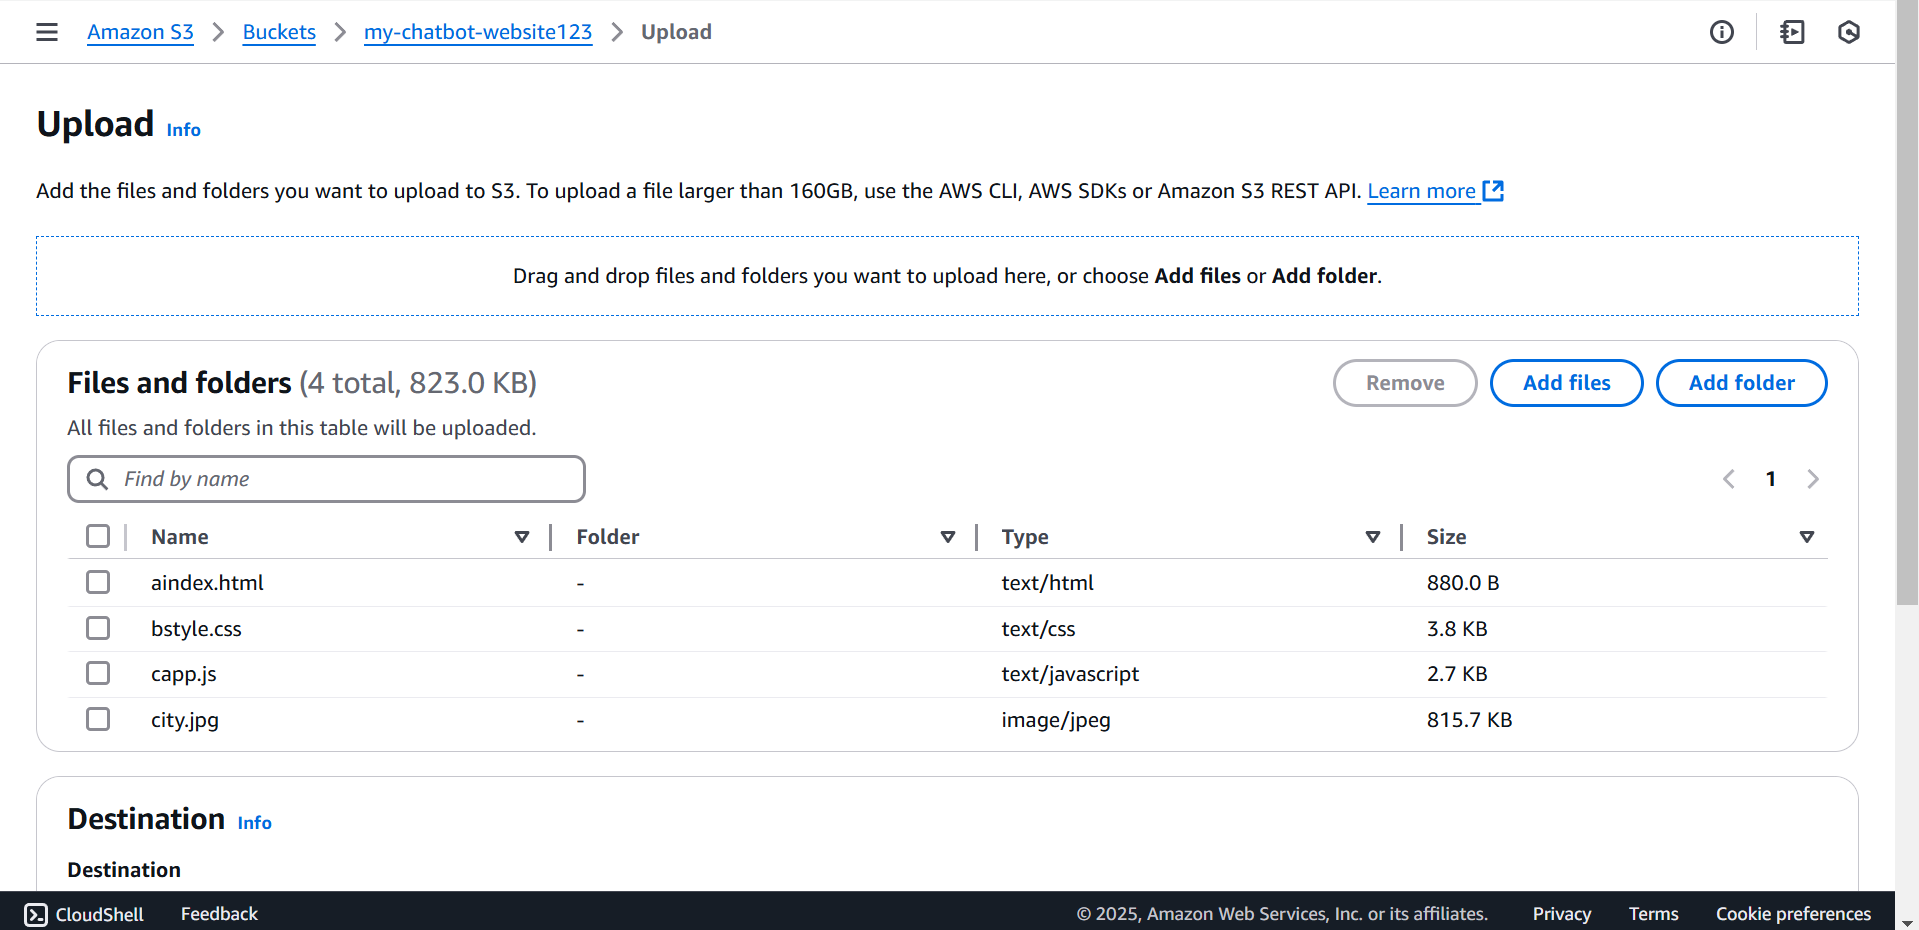 Amazon S3 > Buckets > my-chatbot-website123 > Upload
Upload Info
Add the files and folders you want to upload to S3. To upload a file larger than 160GB, use the AWS CLI, AWS SDKs or Amazon S3 REST API. Learn more
Drag and drop files and folders you want to upload here, or choose Add files or Add folder.
Files and folders (4 total, 823.0 KB) Remove Add files Add folder
All files and folders in this table will be uploaded.
Find by name 1
Name Folder Type Size
aindex.html - text/html 880.0 B
bstyle.css - text/css 3.8 KB
capp.js - text/javascript 2.7 KB
city.jpg - image/jpeg 815.7 KB
Destination Info
Destination
CloudShell Feedback © 2025, Amazon Web Services, Inc. or its affiliates. Privacy Terms Cookie preferences